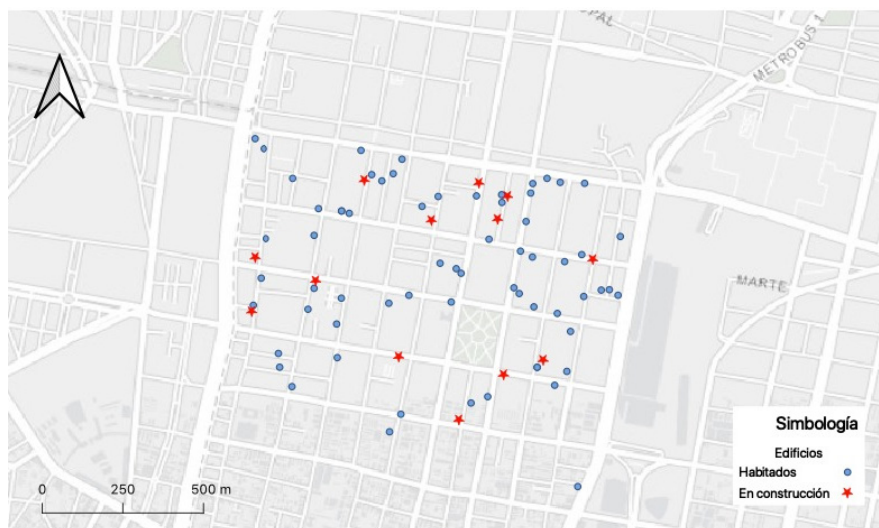 PAL
METROBUS 1
MARTE
Simbología
Edificios
Habitados
En construcción
0 250 500 m